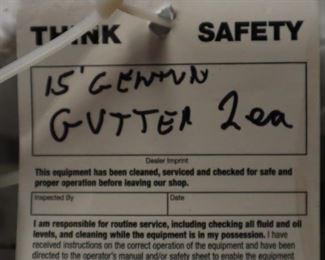 THINK SAFETY
15' GENUN
GUTTER 2ea
Dealer Imprint
This equipment has been cleaned, serviced and checked for safe and
proper operation before leaving our shop.
Inspected By Date
I am responsible for routine service, including checking all fluid and oil
levels, and cleaning while the equipment is in my possession. I have
received instructions on the correct operation of the equipment and have been
directed to the operator's manual and/or safety sheet to enable the equipment